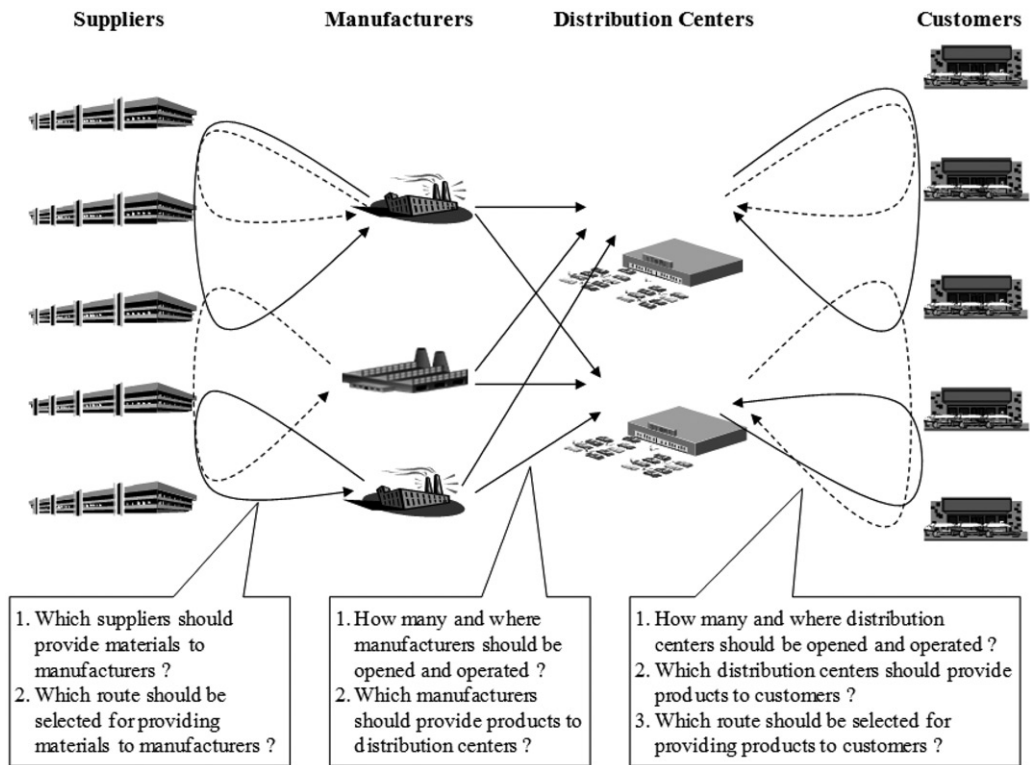 Suppliers
Manufacturers
Distribution Centers
Customers
1. Which suppliers should
provide materials to
manufacturers ?
2. Which route should be
selected for providing
materials to manufacturers ?
1. How many and where
manufacturers should be
opened and operated ?
2. Which manufacturers
should provide products to
distribution centers ?
1. How many and where distribution
centers should be opened and operated ?
2. Which distribution centers should provide
products to customers ?
3. Which route should be selected for
providing products to customers ?